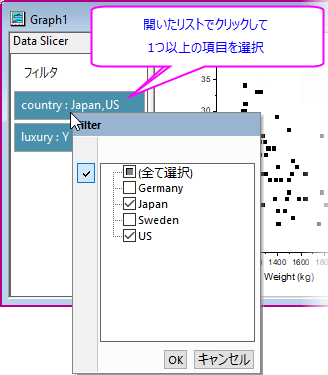 Graph1
開いたリストでクリックして
1つ以上の項目を選択
Data Slicer
フィルタ
country : Japan,US
luxury : Y
ilter
(全て選択)
Germany
Japan
Sweden
US
OK
キャンセル
35
30
1400 1600 180
Weight (kg)